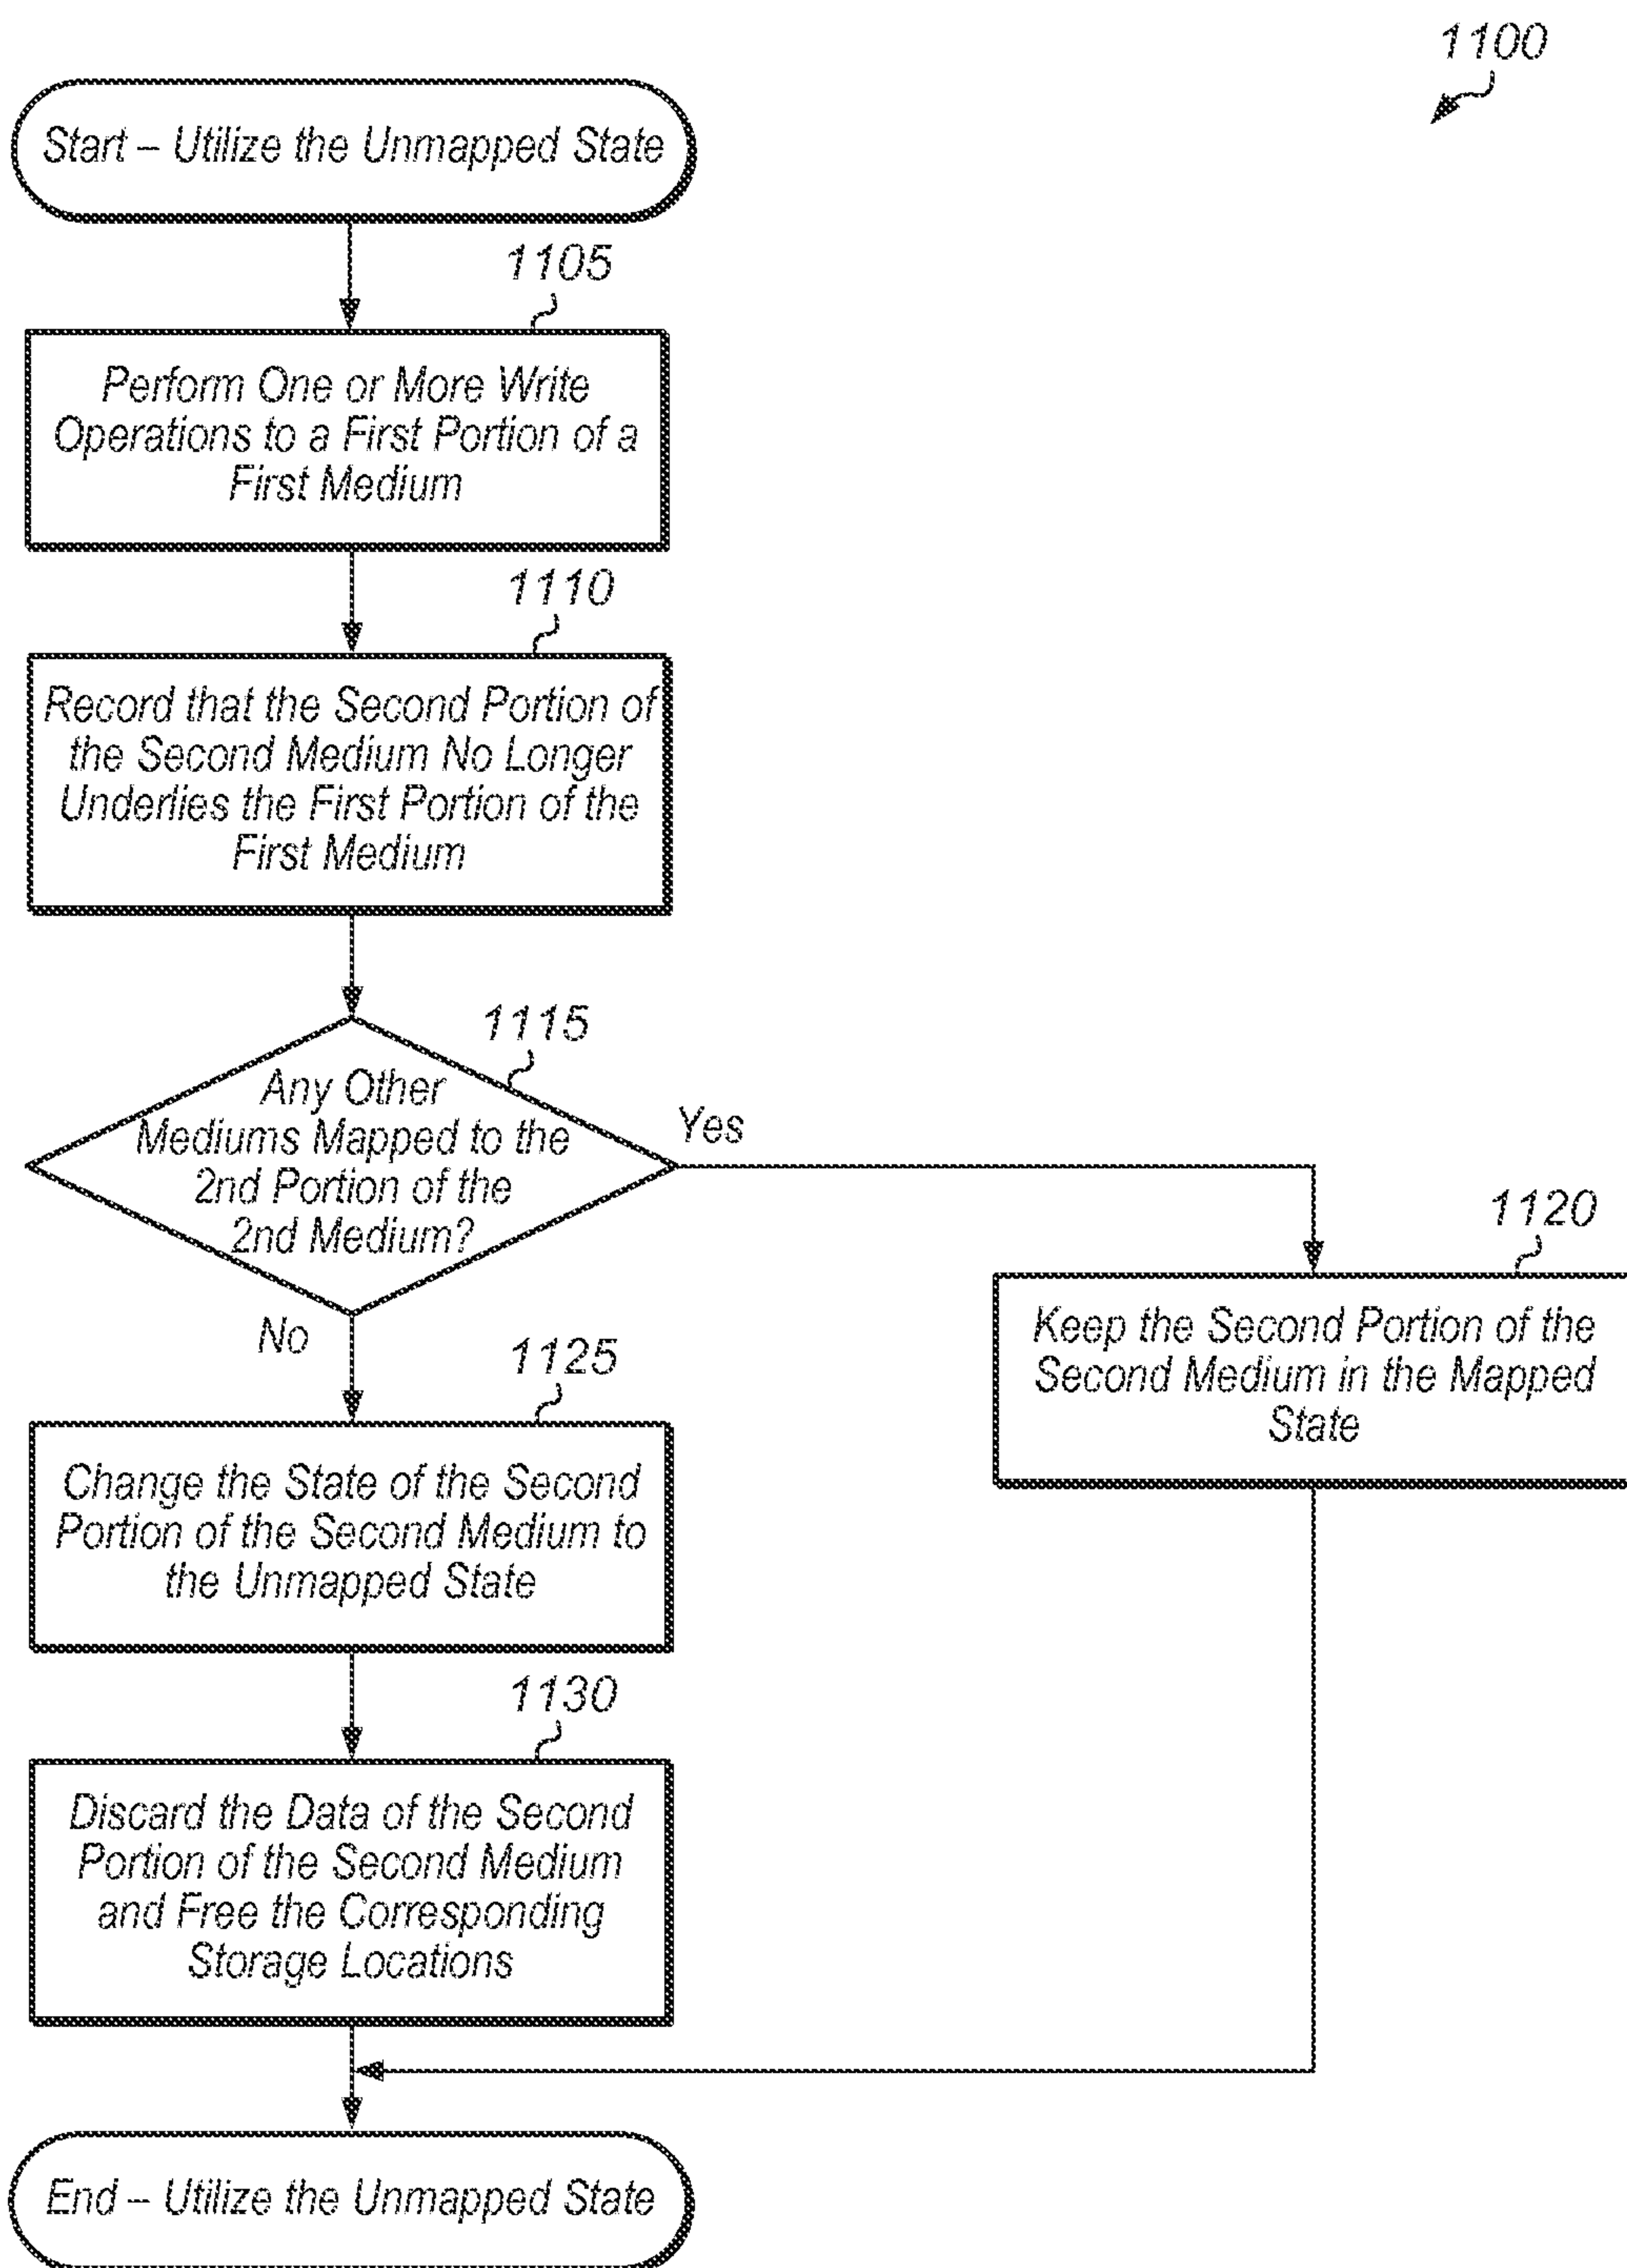 1100
Start – Utilize the Unmapped State
1105
Perform One or More Write
Operations to a First Portion of a
First Medium
1110
Record that the Second Portion of
the Second Medium No Longer
Underlies the First Portion of the
First Medium
1115
Any Other
Mediums Mapped to the
2nd Portion of the
2nd Medium?
Yes
No
1120
Keep the Second Portion of the
Second Medium in the Mapped
State
1125
Change the State of the Second
Portion of the Second Medium to
the Unmapped State
1130
Discard the Data of the Second
Portion of the Second Medium
and Free the Corresponding
Storage Locations
End – Utilize the Unmapped State